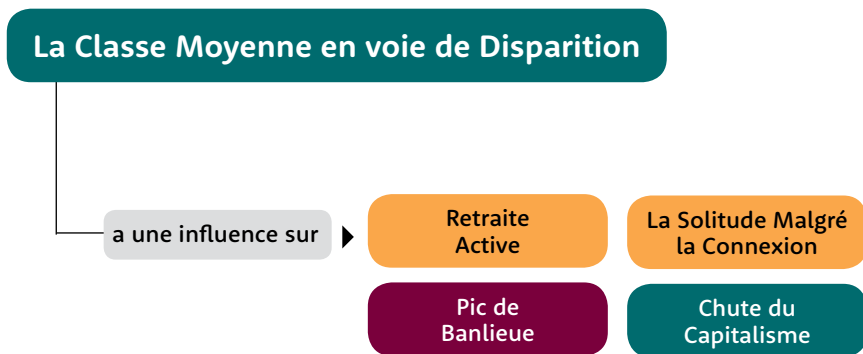 La Classe Moyenne en voie de Disparition
a une influence sur
Retraite
Active
La Solitude Malgré
la Connexion
Pic de
Banlieue
Chute du
Capitalisme